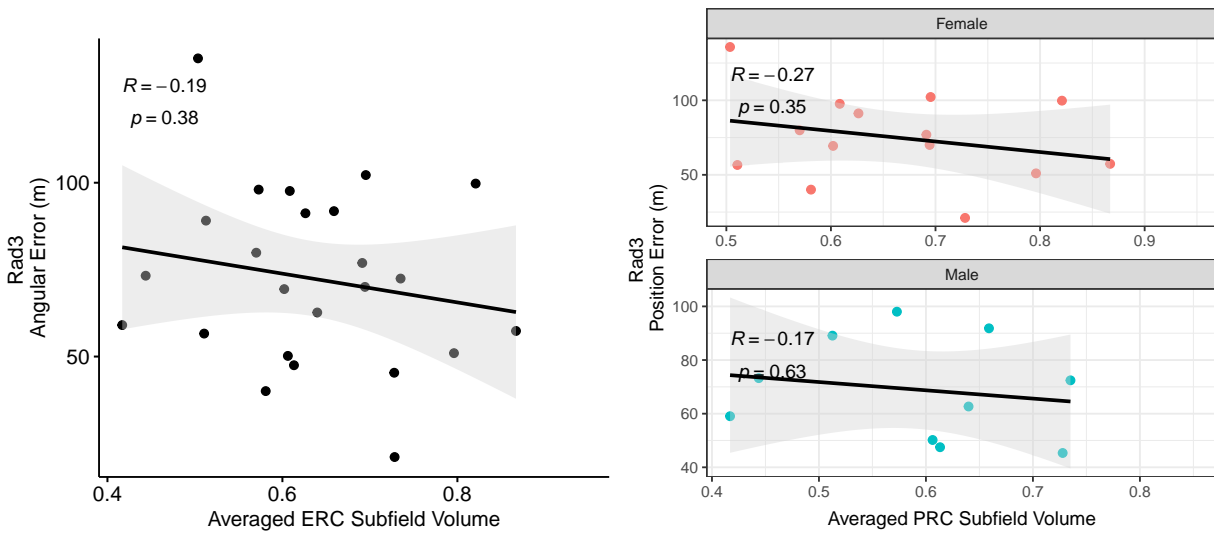 Rad3
Angular Error (m)
100
50
R = −0.19
p = 0.38
0.4 0.6 0.8
Averaged ERC Subfield Volume
Rad3
Position Error (m)
Female
R = −0.27
p = 0.35
100
50
0.5 0.6 0.7 0.8 0.9
Male
R = −0.17
p = 0.63
100
80
60
40
0.4 0.5 0.6 0.7 0.8
Averaged PRC Subfield Volume